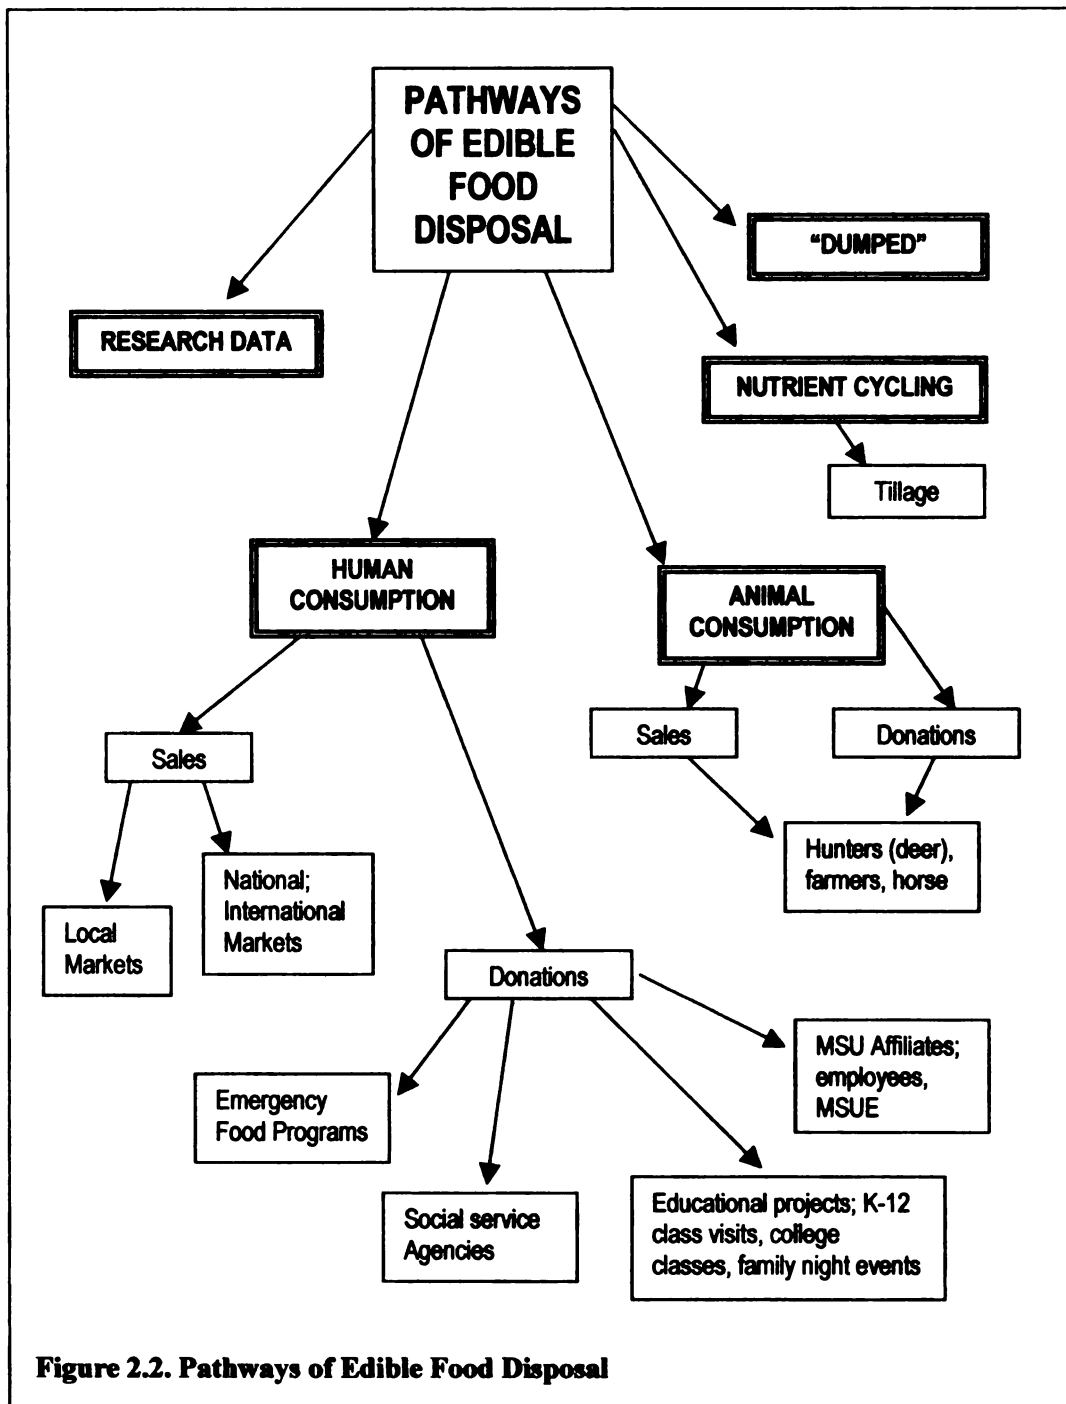 PATHWAYS
OF EDIBLE
FOOD
DISPOSAL
"DUMPED"
RESEARCH DATA
NUTRIENT CYCLING
Tillage
HUMAN
CONSUMPTION
ANIMAL
CONSUMPTION
Sales
Donations
Sales
Hunters (deer),
farmers, horse
National;
International
Markets
Local
Markets
Donations
MSU Affiliates;
employees,
MSUE
Emergency
Food Programs
Social service
Agencies
Educational projects; K-12
class visits, college
classes, family night events
Figure 2.2. Pathways of Edible Food Disposal